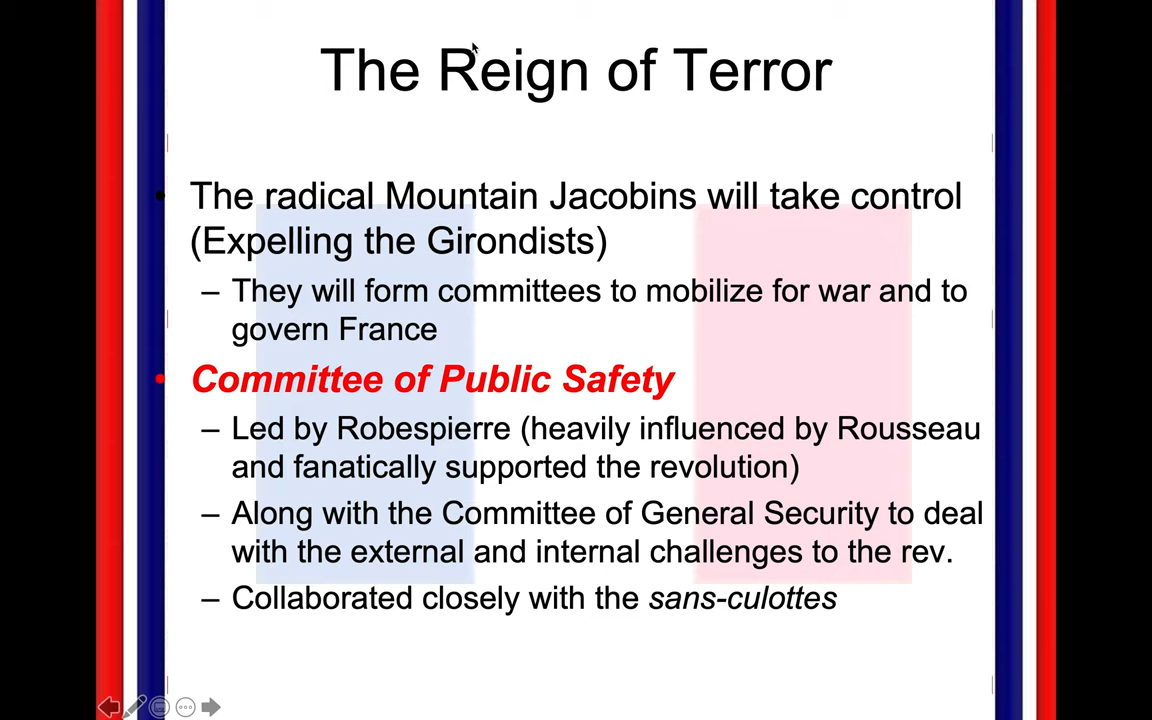 The Reign of Terror
• The radical Mountain Jacobins will take control
(Expelling the Girondists)
– They will form committees to mobilize for war and to
govern France
• Committee of Public Safety
– Led by Robespierre (heavily influenced by Rousseau
and fanatically supported the revolution)
– Along with the Committee of General Security to deal
with the external and internal challenges to the rev.
– Collaborated closely with the sans-culottes